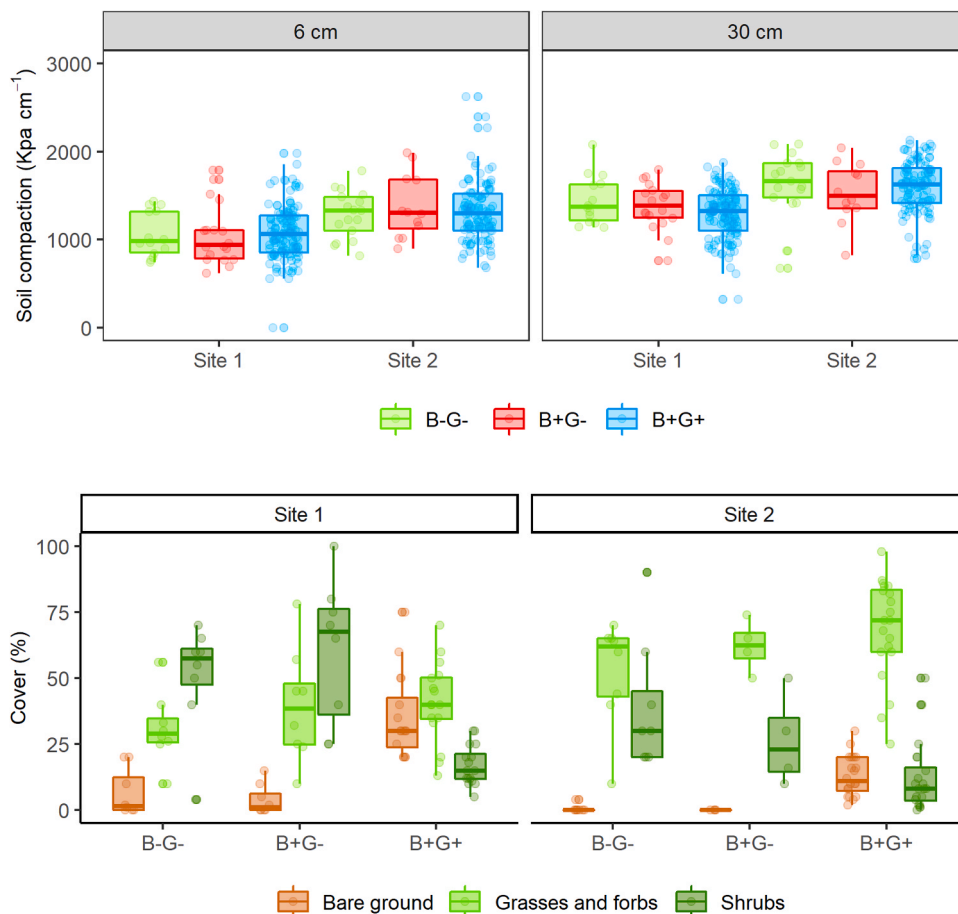 6 cm
30 cm
Soil compaction (Kpa cm⁻¹)
3000
2000
1000
0
Site 1
Site 2
Site 1
Site 2
B-G-
B+G-
B+G+
Site 1
Site 2
Cover (%)
100
75
50
25
0
B-G-
B+G-
B+G+
B-G-
B+G-
B+G+
Bare ground
Grasses and forbs
Shrubs